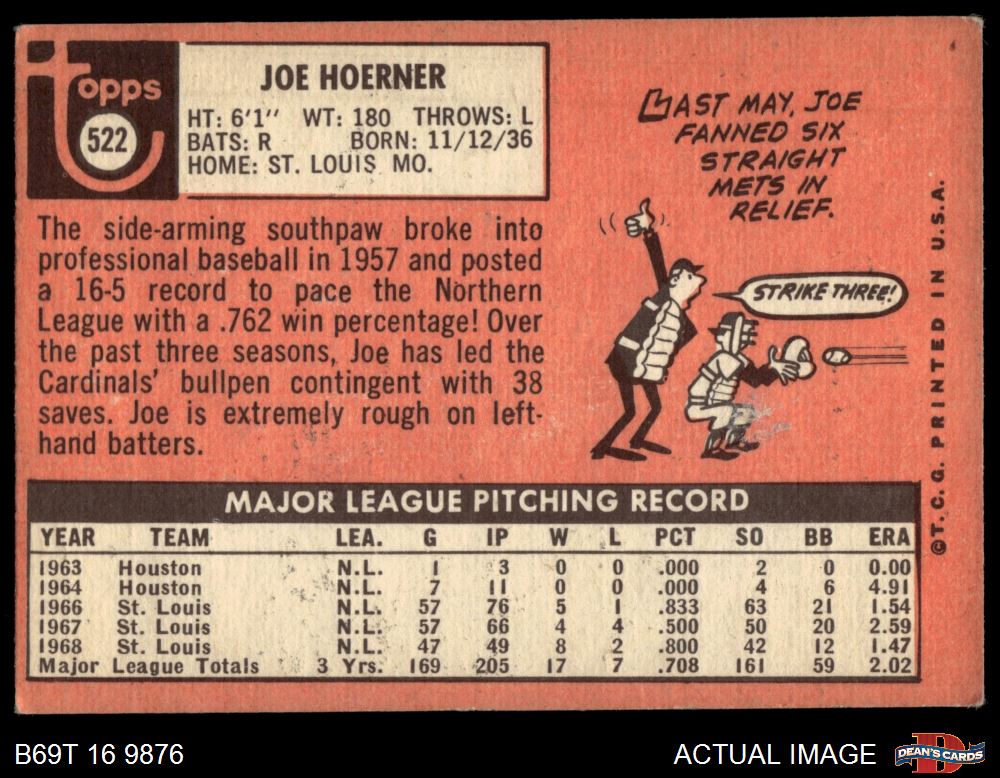 Topps
522
JOE HOERNER
HT: 6'1" WT: 180 THROWS: L
BATS: R BORN: 11/12/36
HOME: ST. LOUIS MO.
The side-arming southpaw broke into
professional baseball in 1957 and posted
a 16-5 record to pace the Northern
League with a .762 win percentage! Over
the past three seasons, Joe has led the
Cardinals' bullpen contingent with 38
saves. Joe is extremely rough on left-
hand batters.
LAST MAY, JOE
FANNED SIX
STRAIGHT
METS IN
RELIEF.
STRIKE THREE!
©T.C.G. PRINTED IN U.S.A.
MAJOR LEAGUE PITCHING RECORD
YEAR TEAM LEA. G IP W L PCT SO BB ERA
1963 Houston N.L. 1 3 0 0 .000 2 0 0.00
1964 Houston N.L. 7 11 0 0 .000 4 6 4.91
1966 St. Louis N.L. 57 76 5 1 .833 63 21 1.54
1967 St. Louis N.L. 57 66 4 4 .500 50 20 2.59
1968 St. Louis N.L. 47 49 8 2 .800 42 12 1.47
Major League Totals 3 Yrs. 169 205 17 7 .708 161 59 2.02
B69T 16 9876
ACTUAL IMAGE
DEAN'S CARDS